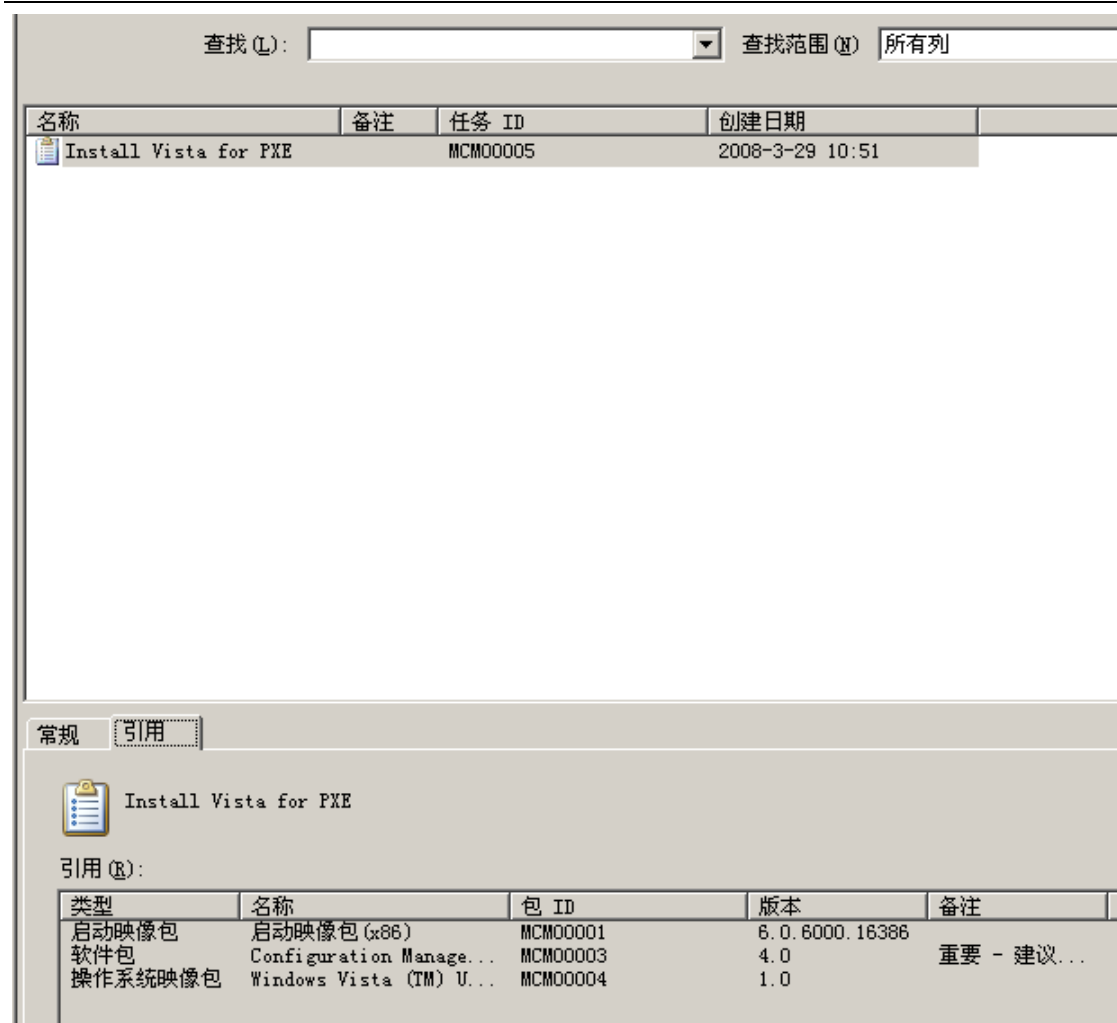 查找(L): 查找范围(N) 所有列
名称 备注 任务 ID 创建日期
Install Vista for PXE MCM00005 2008-3-29 10:51
常规 引用
Install Vista for PXE
引用(R):
类型 名称 包 ID 版本 备注
启动映像包 启动映像包(x86) MCM00001 6.0.6000.16386
软件包 Configuration Manage... MCM00003 4.0 重要 - 建议...
操作系统映像包 Windows Vista (TM) U... MCM00004 1.0